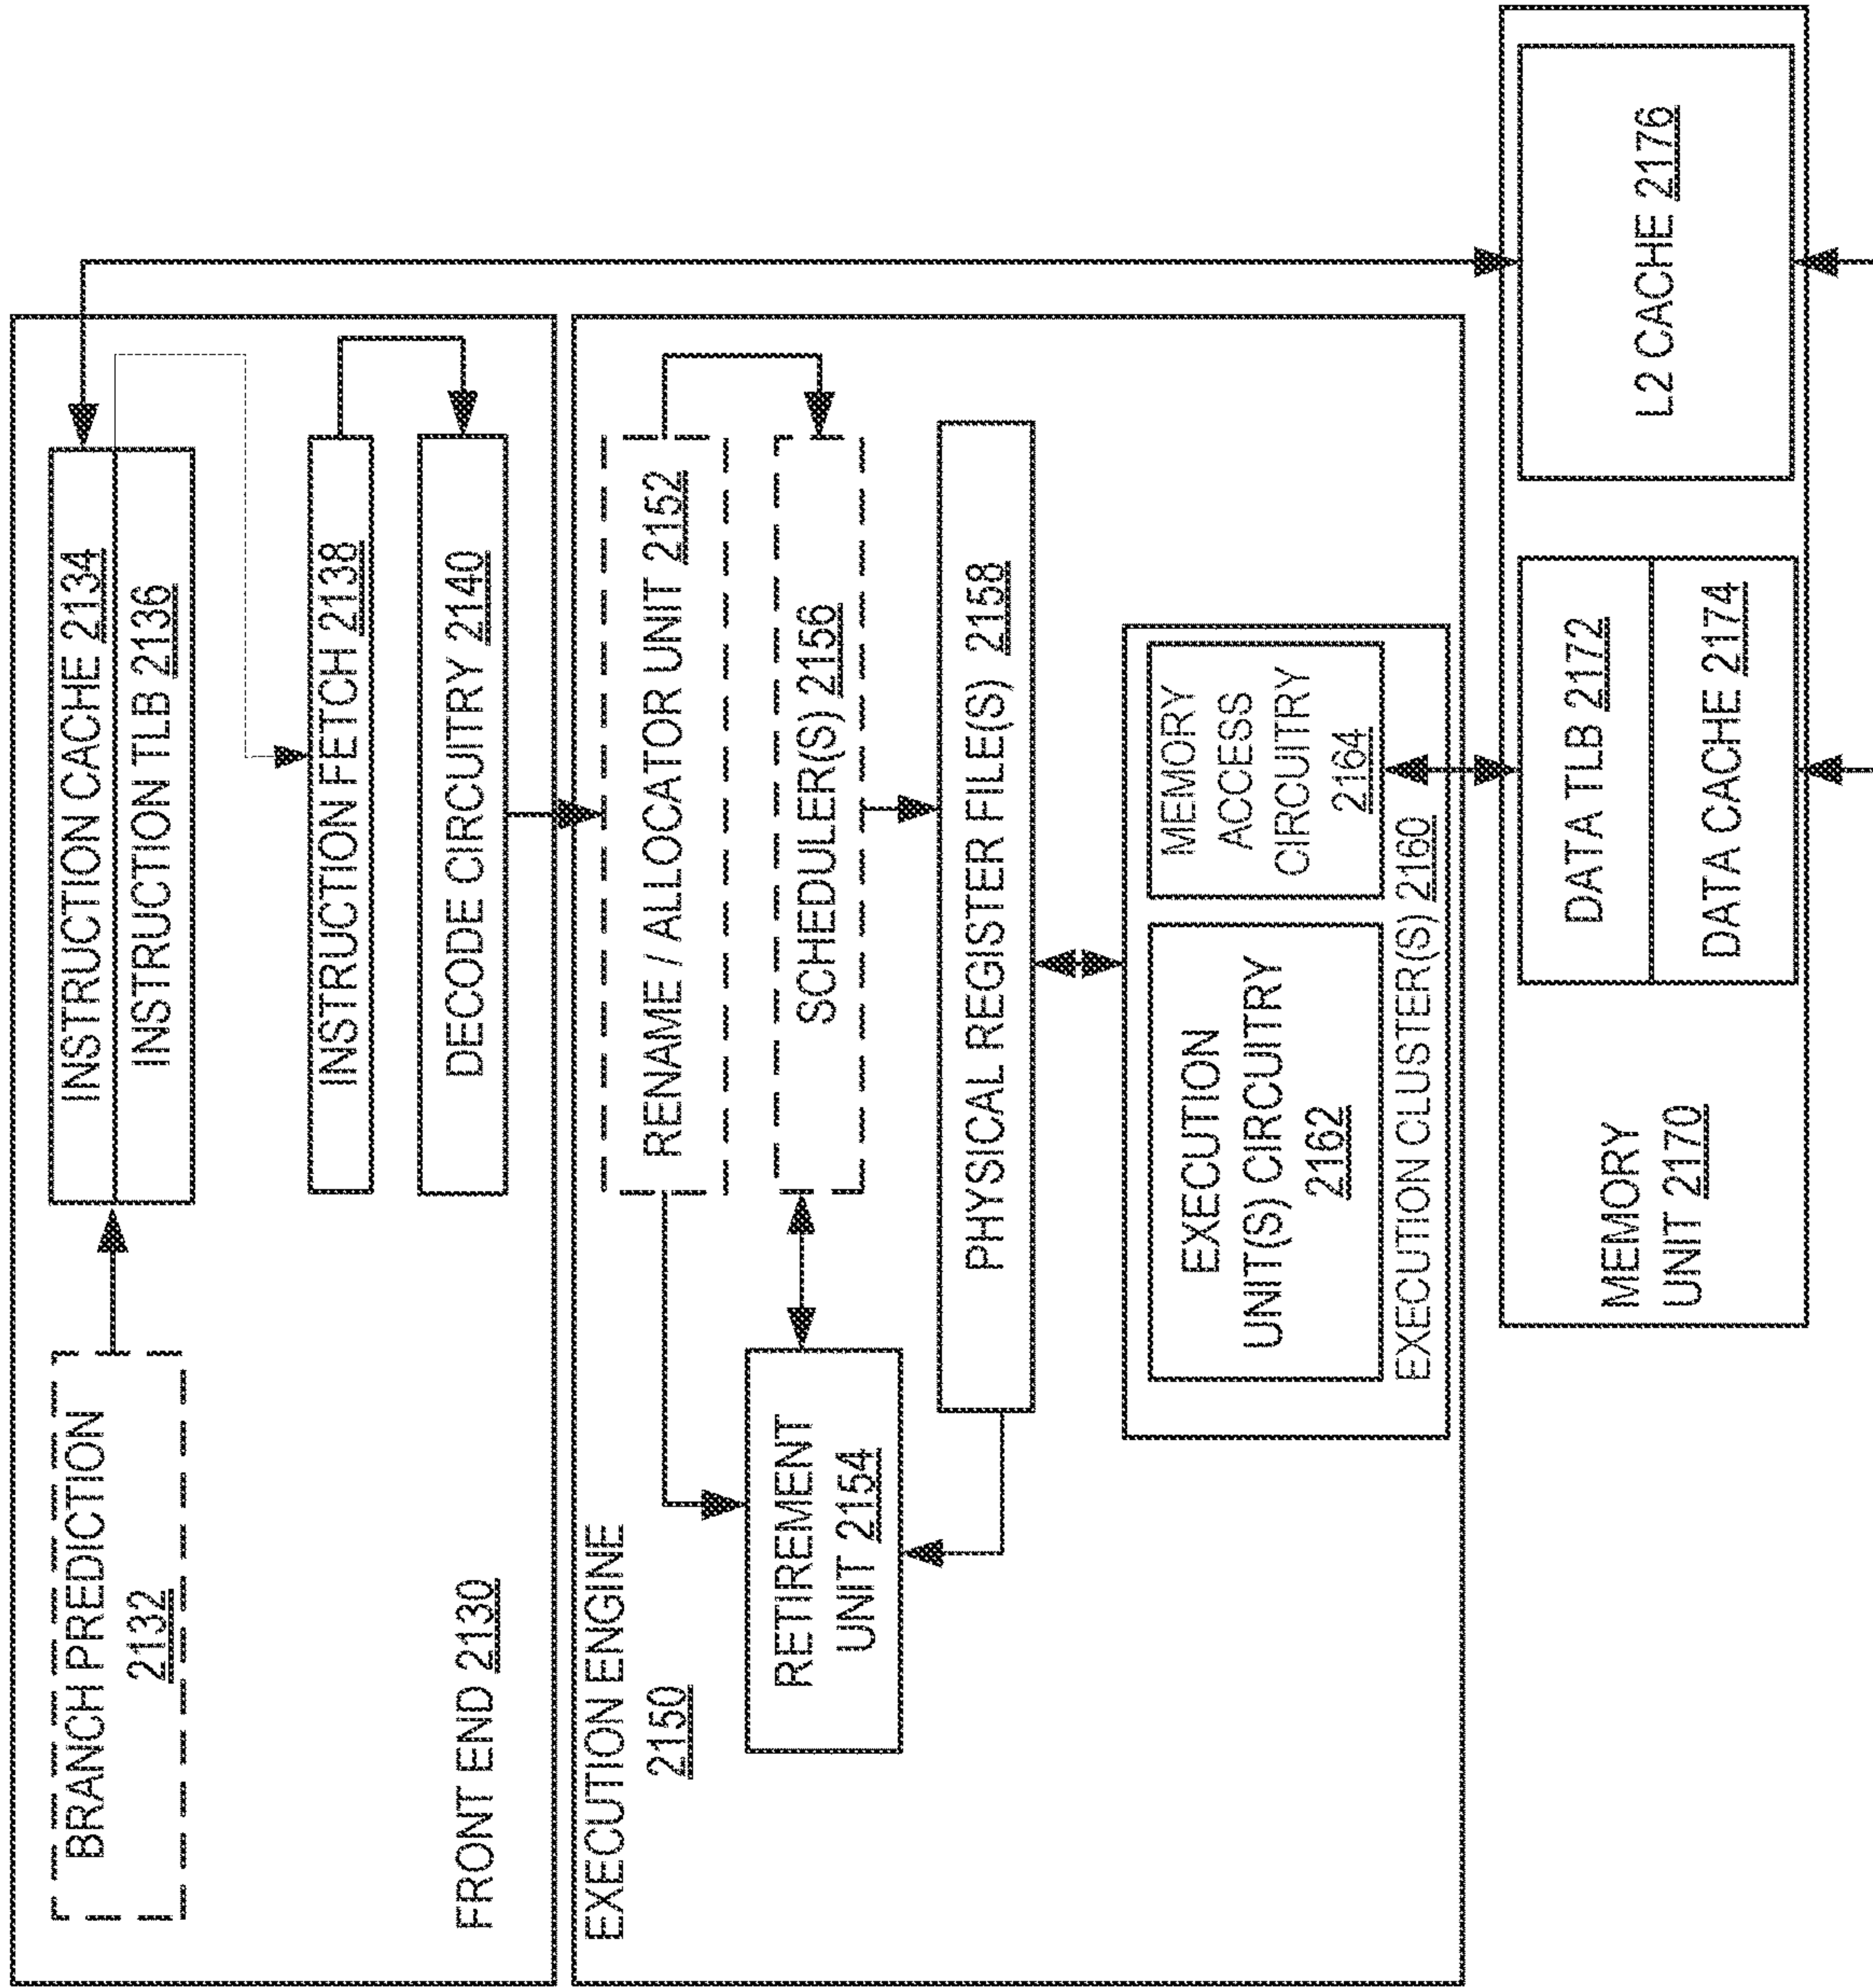 BRANCH PREDICTION
2132
INSTRUCTION CACHE 2134
INSTRUCTION TLB 2136
INSTRUCTION FETCH 2138
DECODE CIRCUITRY 2140
FRONT END 2130
EXECUTION ENGINE
2150
RENAME / ALLOCATOR UNIT 2152
RETIREMENT
UNIT 2154
SCHEDULER(S) 2156
PHYSICAL REGISTER FILE(S) 2158
EXECUTION
UNIT(S) CIRCUITRY
2162
MEMORY
ACCESS
CIRCUITRY
2164
EXECUTION CLUSTER(S) 2160
MEMORY
UNIT 2170
DATA TLB 2172
DATA CACHE 2174
L2 CACHE 2176